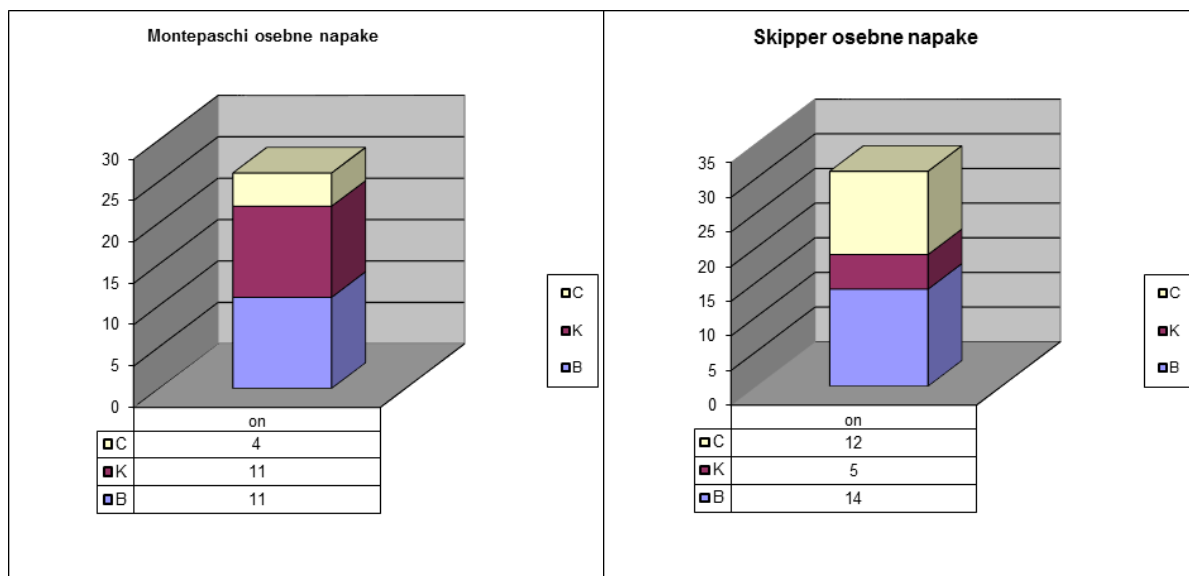 Montepaschi osebne napake
30
25
20
15
10
5
0
on
C 4
K 11
B 11
C
K
B
Skipper osebne napake
35
30
25
20
15
10
5
0
on
C 12
K 5
B 14
C
K
B